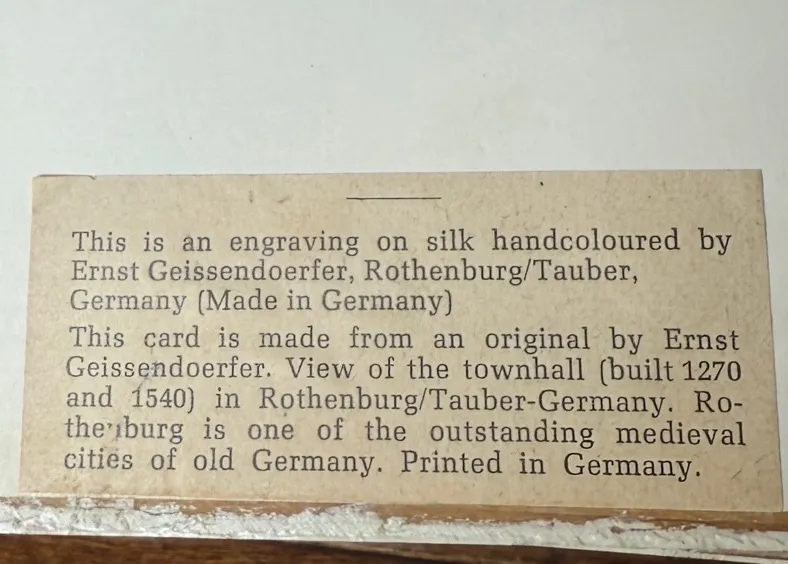 This is an engraving on silk handcoloured by
Ernst Geissendoerfer, Rothenburg/Tauber,
Germany (Made in Germany)
This card is made from an original by Ernst
Geissendoerfer. View of the townhall (built 1270
and 1540) in Rothenburg/Tauber-Germany. Ro-
thenburg is one of the outstanding medieval
cities of old Germany. Printed in Germany.